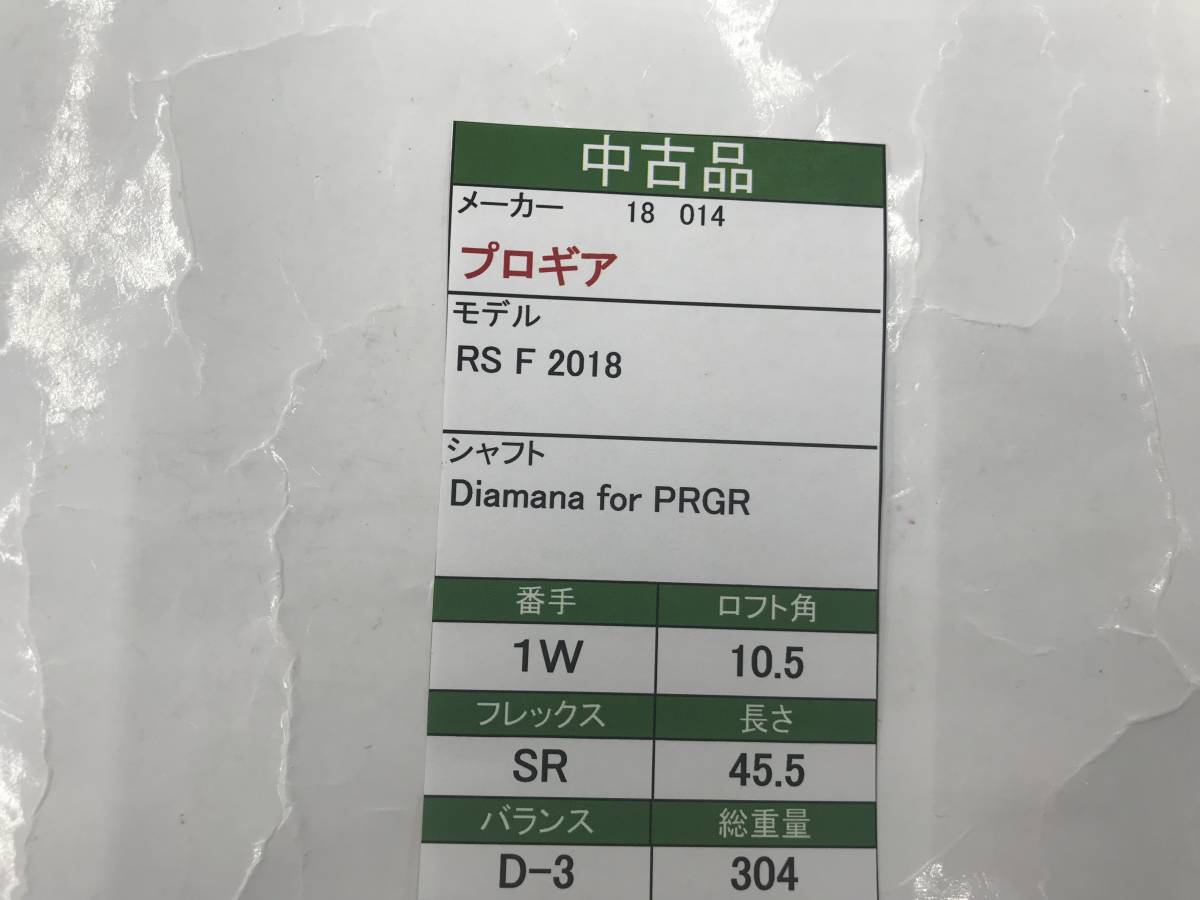 中古品
メーカー 18 014
プロギア
モデル
RS F 2018
シャフト
Diamana for PRGR
番手 ロフト角
1W 10.5
フレックス 長さ
SR 45.5
バランス 総重量
D-3 304